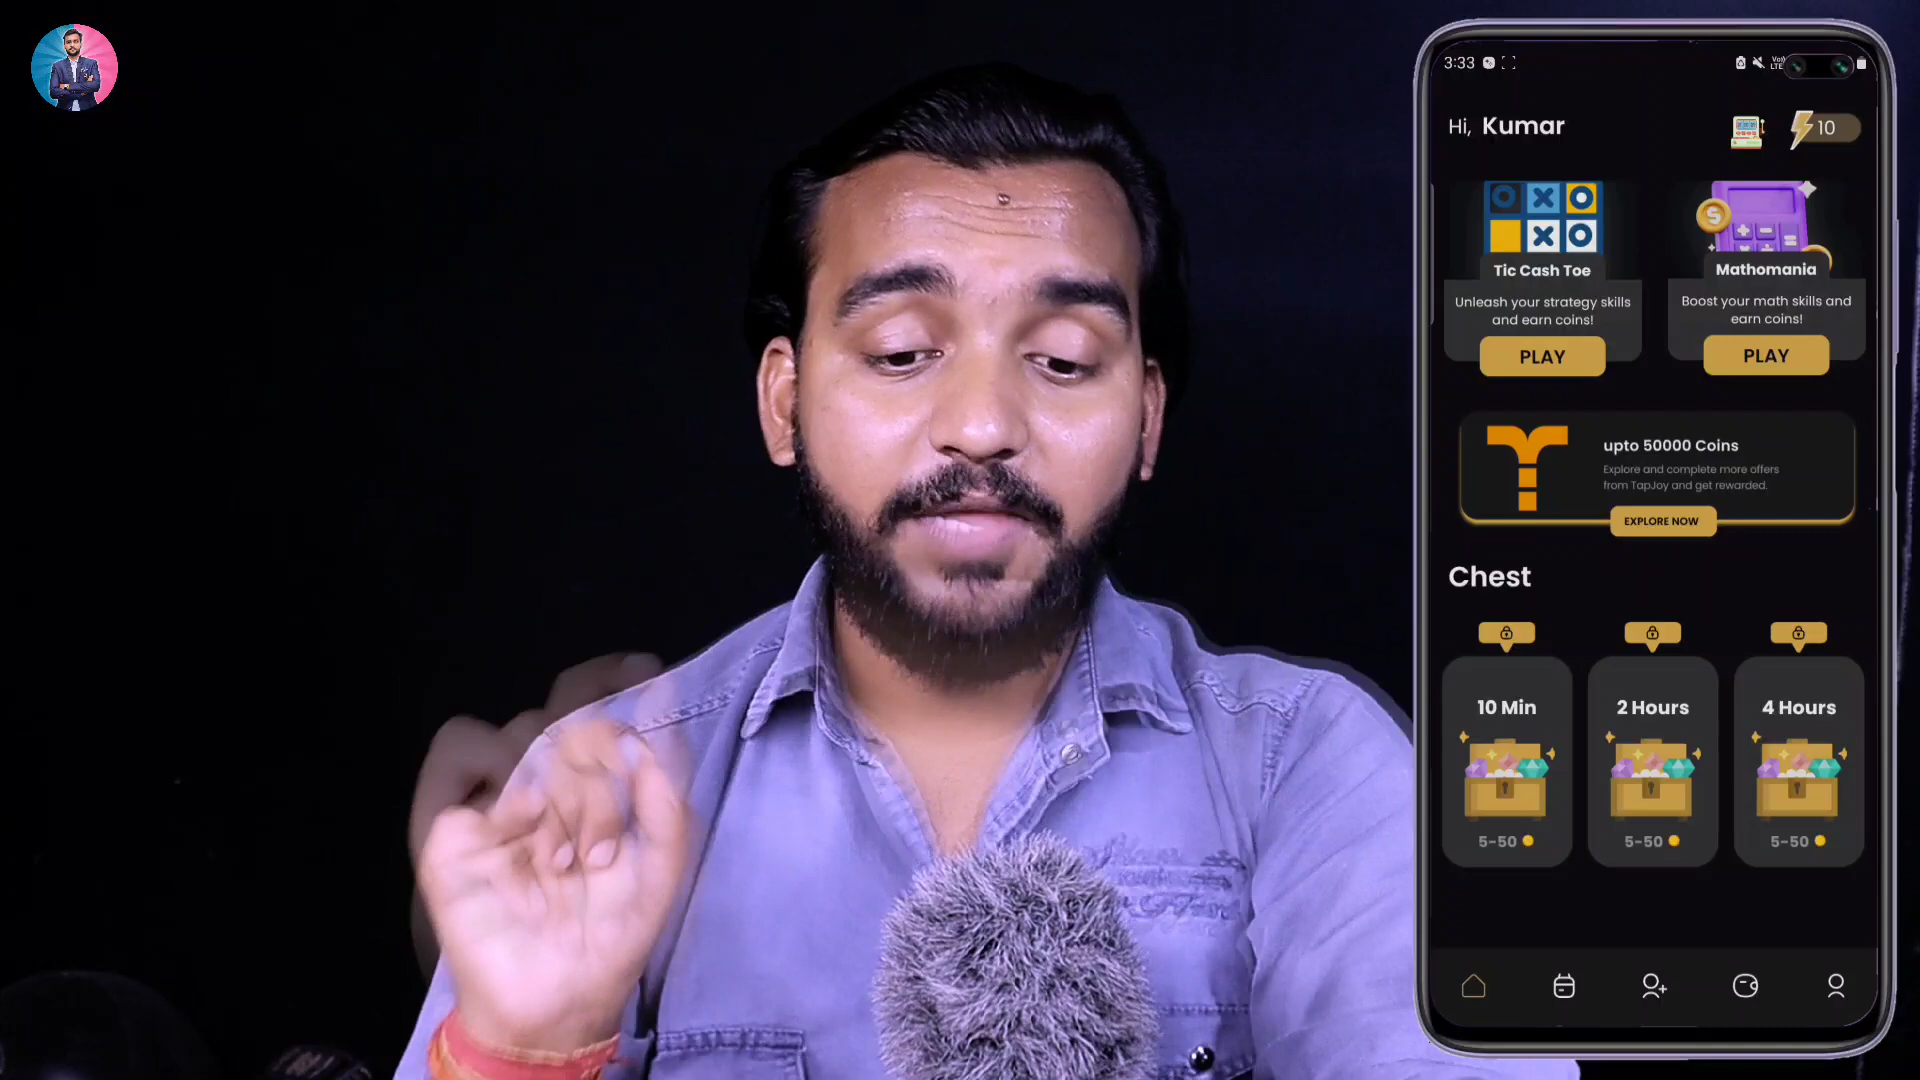 3:33
Hi, Kumar
10
Tic Cash Toe
Unleash your strategy skills
and earn coins!
PLAY
Mathomania
Boost your math skills and
earn coins!
PLAY
upto 50000 Coins
Explore and complete more offers
from TapJoy and get rewarded.
EXPLORE NOW
Chest
10 Min
2 Hours
4 Hours
5-50
5-50
5-50